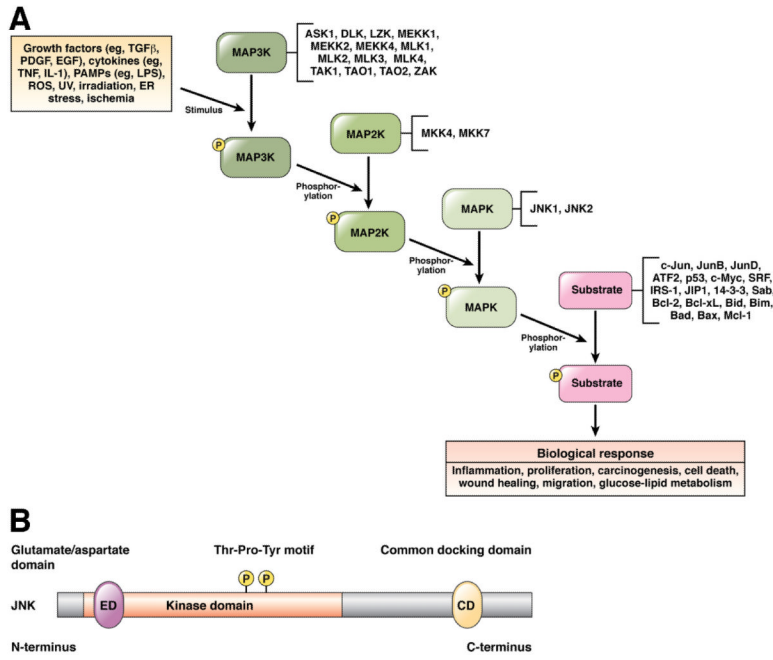 A
Growth factors (eg, TGFβ,
PDGF, EGF), cytokines (eg,
TNF, IL-1), PAMPs (eg, LPS),
ROS, UV, irradiation, ER
stress, ischemia
MAP3K
ASK1, DLK, LZK, MEKK1,
MEKK2, MEKK4, MLK1,
MLK2, MLK3, MLK4,
TAK1, TAO1, TAO2, ZAK
Stimulus
P
MAP3K
MAP2K
MKK4, MKK7
Phosphor-
ylation
P
MAP2K
MAPK
JNK1, JNK2
Phosphor-
ylation
P
MAPK
Substrate
c-Jun, JunB, JunD,
ATF2, p53, c-Myc, SRF,
IRS-1, JIP1, 14-3-3, Sab,
Bcl-2, Bcl-xL, Bid, Bim,
Bad, Bax, Mcl-1
Phosphor-
ylation
P
Substrate
Biological response
Inflammation, proliferation, carcinogenesis, cell death,
wound healing, migration, glucose-lipid metabolism
B
Glutamate/aspartate
domain
Thr-Pro-Tyr motif
Common docking domain
P P
JNK
ED
Kinase domain
CD
N-terminus
C-terminus